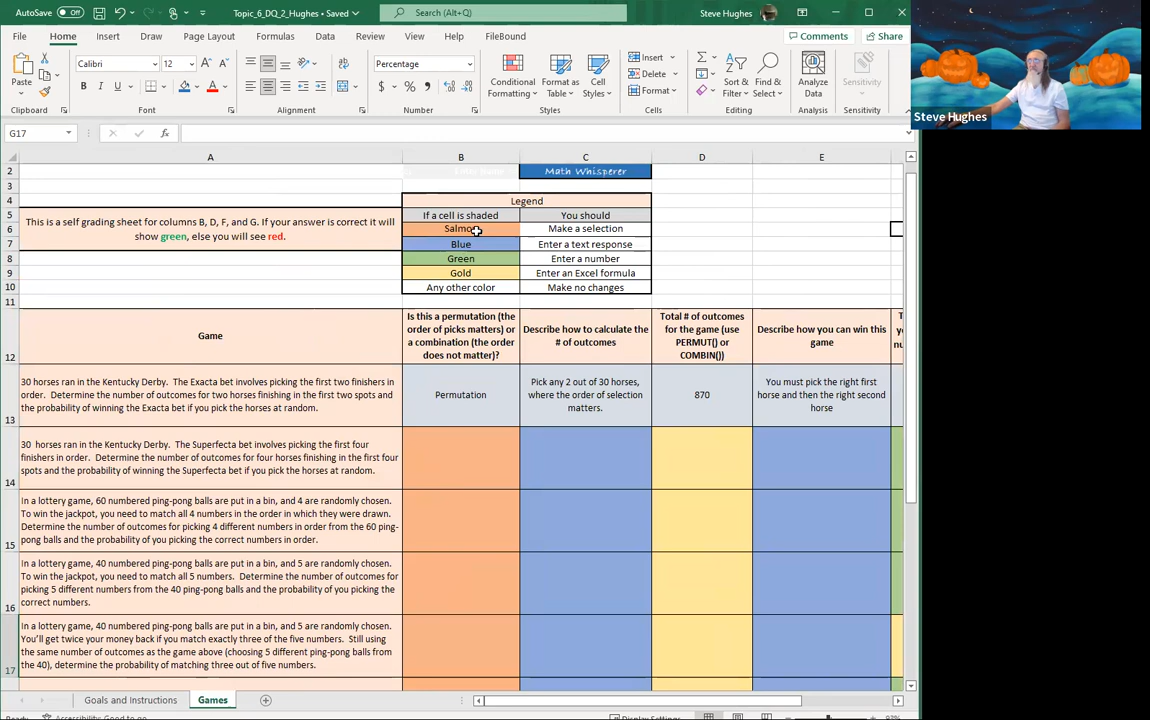 AutoSave Off Topic_6_DQ_2_Hughes • Saved Search (Alt+Q) Steve Hughes
File Home Insert Draw Page Layout Formulas Data Review View Help FileBound Comments Share
Calibri 12 Percentage Insert
Paste Conditional Formatting Format as Table Cell Styles Delete Sort & Filter Find & Select Analyze Data Sensitivity
B I U $ % Format
Clipboard Font Alignment Number Styles Cells Editing Analysis Sensitivity
Steve Hughes
G17 fx
A B C D E
2 Math Whisperer
3
4 Legend
5 If a cell is shaded You should
This is a self grading sheet for columns B, D, F, and G. If your answer is correct it will
show green, else you will see red.
6 Salmon Make a selection
7 Blue Enter a text response
8 Green Enter a number
9 Gold Enter an Excel formula
10 Any other color Make no changes
11
12 Game
Is this a permutation (the
order of picks matters) or
a combination (the order
does not matter)?
Describe how to calculate the
# of outcomes
Total # of outcomes
for the game (use
PERMUT() or
COMBIN())
Describe how you can win this
game
13
30 horses ran in the Kentucky Derby. The Exacta bet involves picking the first two finishers in
order. Determine the number of outcomes for two horses finishing in the first two spots and
the probability of winning the Exacta bet if you pick the horses at random.
Permutation
Pick any 2 out of 30 horses,
where the order of selection
matters.
870
You must pick the right first
horse and then the right second
horse
14
30 horses ran in the Kentucky Derby. The Superfecta bet involves picking the first four
finishers in order. Determine the number of outcomes for four horses finishing in the first four
spots and the probability of winning the Superfecta bet if you pick the horses at random.
15
In a lottery game, 60 numbered ping-pong balls are put in a bin, and 4 are randomly chosen.
To win the jackpot, you need to match all 4 numbers in the order in which they were drawn.
Determine the number of outcomes for picking 4 different numbers in order from the 60 ping-
pong balls and the probability of you picking the correct numbers in order.
16
In a lottery game, 40 numbered ping-pong balls are put in a bin, and 5 are randomly chosen.
To win the jackpot, you need to match all 5 numbers. Determine the number of outcomes for
picking 5 different numbers from the 40 ping-pong balls and the probability of you picking the
correct numbers.
17
In a lottery game, 40 numbered ping-pong balls are put in a bin, and 5 are randomly chosen.
You'll get twice your money back if you match exactly three of the five numbers. Still using
the same number of outcomes as the game above (choosing 5 different ping-pong balls from
the 40), determine the probability of matching three out of five numbers.
Goals and Instructions Games